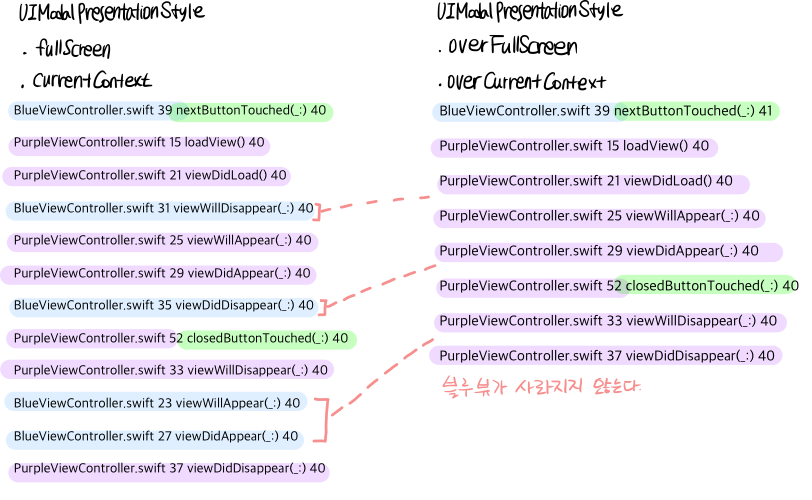 UIModalPresentationStyle
. fullScreen
. currentContext
BlueViewController.swift 39 nextButtonTouched(_:) 40
PurpleViewController.swift 15 loadView() 40
PurpleViewController.swift 21 viewDidLoad() 40
BlueViewController.swift 31 viewWillDisappear(_:) 40
PurpleViewController.swift 25 viewWillAppear(_:) 40
PurpleViewController.swift 29 viewDidAppear(_:) 40
BlueViewController.swift 35 viewDidDisappear(_:) 40
PurpleViewController.swift 52 closedButtonTouched(_:) 40
PurpleViewController.swift 33 viewWillDisappear(_:) 40
BlueViewController.swift 23 viewWillAppear(_:) 40
BlueViewController.swift 27 viewDidAppear(_:) 40
PurpleViewController.swift 37 viewDidDisappear(_:) 40
UIModalPresentationStyle
. overFullScreen
. overCurrentContext
BlueViewController.swift 39 nextButtonTouched(_:) 41
PurpleViewController.swift 15 loadView() 40
PurpleViewController.swift 21 viewDidLoad() 40
PurpleViewController.swift 25 viewWillAppear(_:) 40
PurpleViewController.swift 29 viewDidAppear(_:) 40
PurpleViewController.swift 52 closedButtonTouched(_:) 40
PurpleViewController.swift 33 viewWillDisappear(_:) 40
PurpleViewController.swift 37 viewDidDisappear(_:) 40
블루뷰가 사라지지 않는다.